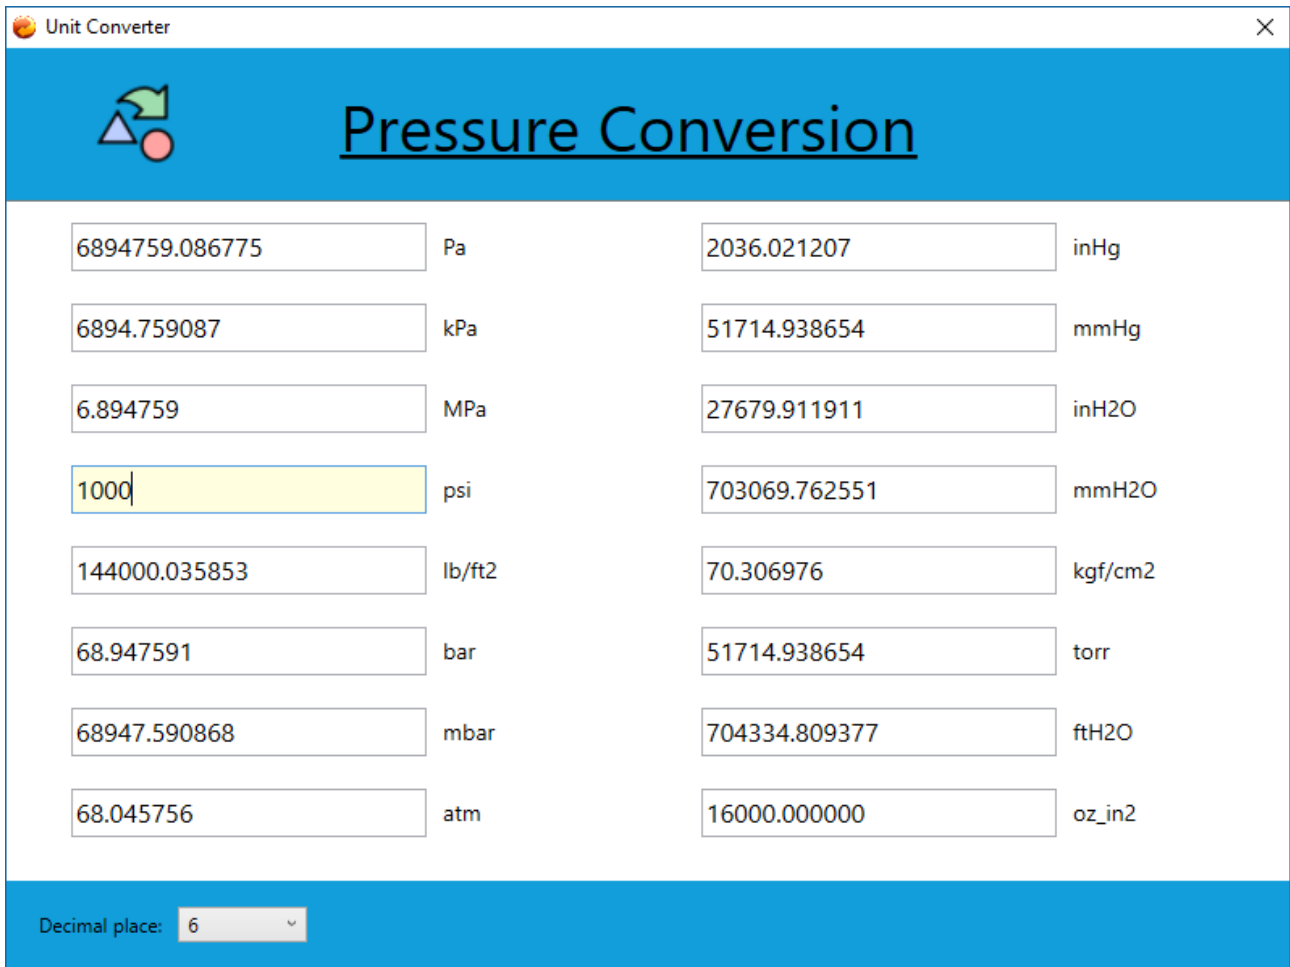 Unit Converter
Pressure Conversion
6894759.086775 Pa 2036.021207 inHg
6894.759087 kPa 51714.938654 mmHg
6.894759 MPa 27679.911911 inH2O
1000 psi 703069.762551 mmH2O
144000.035853 lb/ft2 70.306976 kgf/cm2
68.947591 bar 51714.938654 torr
68947.590868 mbar 704334.809377 ftH2O
68.045756 atm 16000.000000 oz_in2
Decimal place: 6